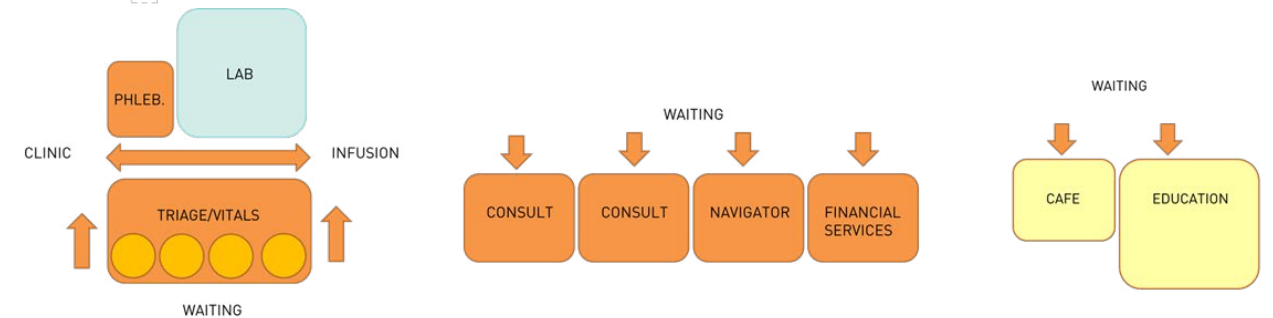 LAB
PHLEB.
CLINIC
INFUSION
TRIAGE/VITALS
WAITING
WAITING
CONSULT
CONSULT
NAVIGATOR
FINANCIAL
SERVICES
WAITING
CAFE
EDUCATION